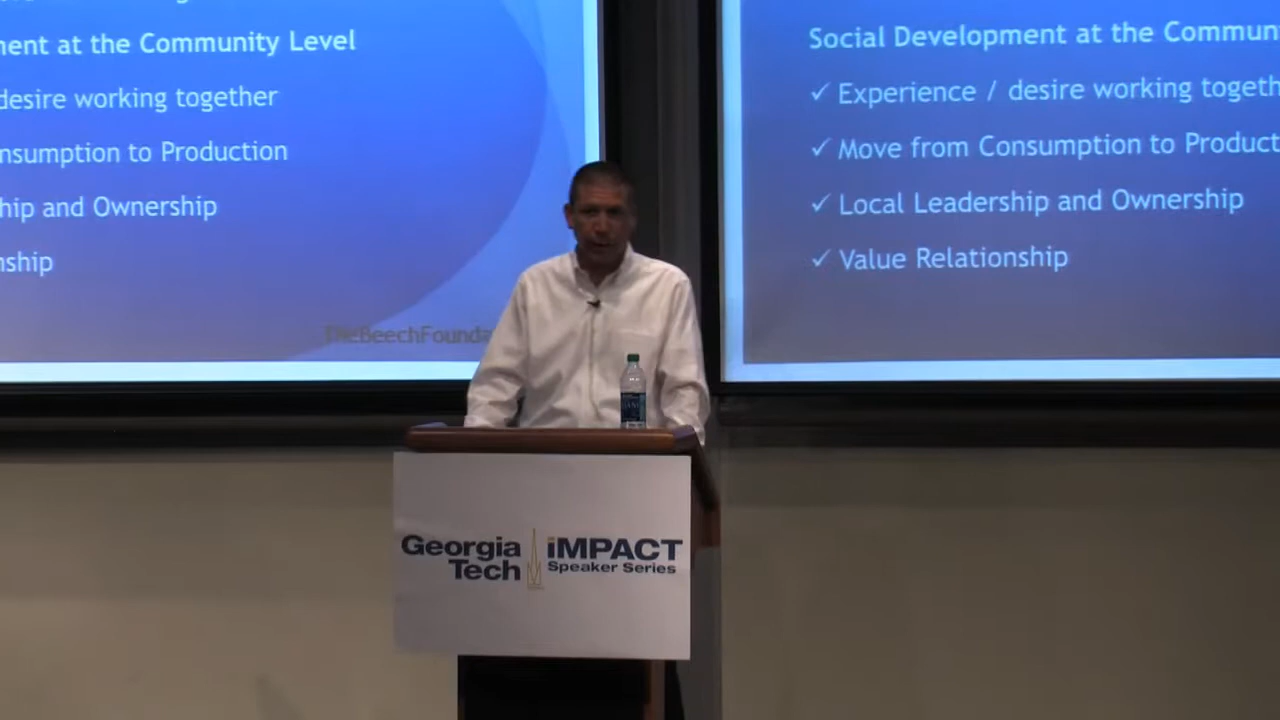 ment at the Community Level
desire working together
nsumption to Production
hip and Ownership
nship
TheBeechFounda
Social Development at the Commun
✓ Experience / desire working togeth
✓ Move from Consumption to Product
✓ Local Leadership and Ownership
✓ Value Relationship
Georgia
Tech
iMPACT
Speaker Series